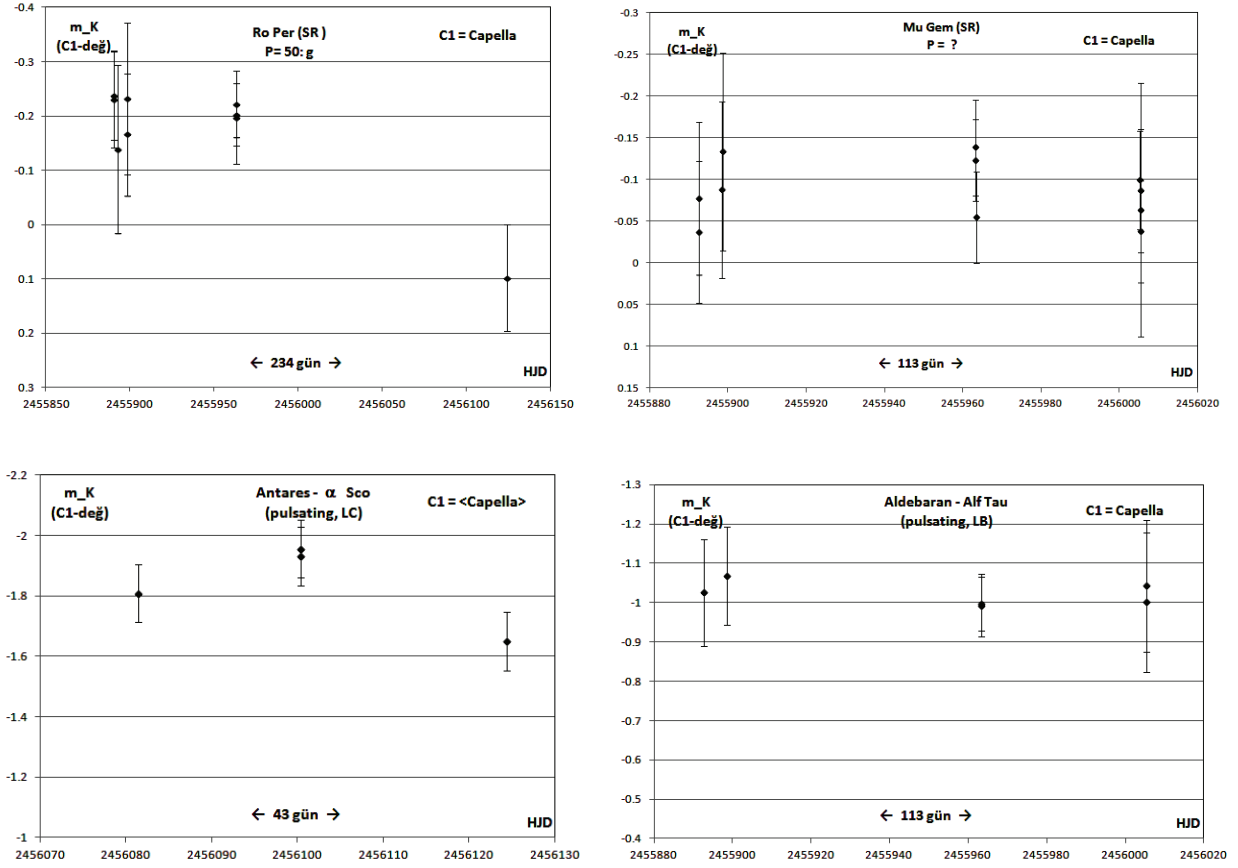 m_K
(C1-değ)
Ro Per (SR )
P= 50: g
C1 = Capella
-0.4
-0.3
-0.2
-0.1
0
0.1
0.2
0.3
← 234 gün →
HJD
2455850 2455900 2455950 2456000 2456050 2456100 2456150
m_K
(C1-değ)
Mu Gem (SR)
P = ?
C1 = Capella
-0.3
-0.25
-0.2
-0.15
-0.1
-0.05
0
0.05
0.1
0.15
← 113 gün →
HJD
2455880 2455900 2455920 2455940 2455960 2455980 2456000 2456020
m_K
(C1-değ)
Antares - α Sco
(pulsating, LC)
C1 = <Capella>
-2.2
-2
-1.8
-1.6
-1.4
-1.2
-1
← 43 gün →
HJD
2456070 2456080 2456090 2456100 2456110 2456120 2456130
m_K
(C1-değ)
Aldebaran - Alf Tau
(pulsating, LB)
C1 = Capella
-1.3
-1.2
-1.1
-1
-0.9
-0.8
-0.7
-0.6
-0.5
-0.4
← 113 gün →
HJD
2455880 2455900 2455920 2455940 2455960 2455980 2456000 2456020